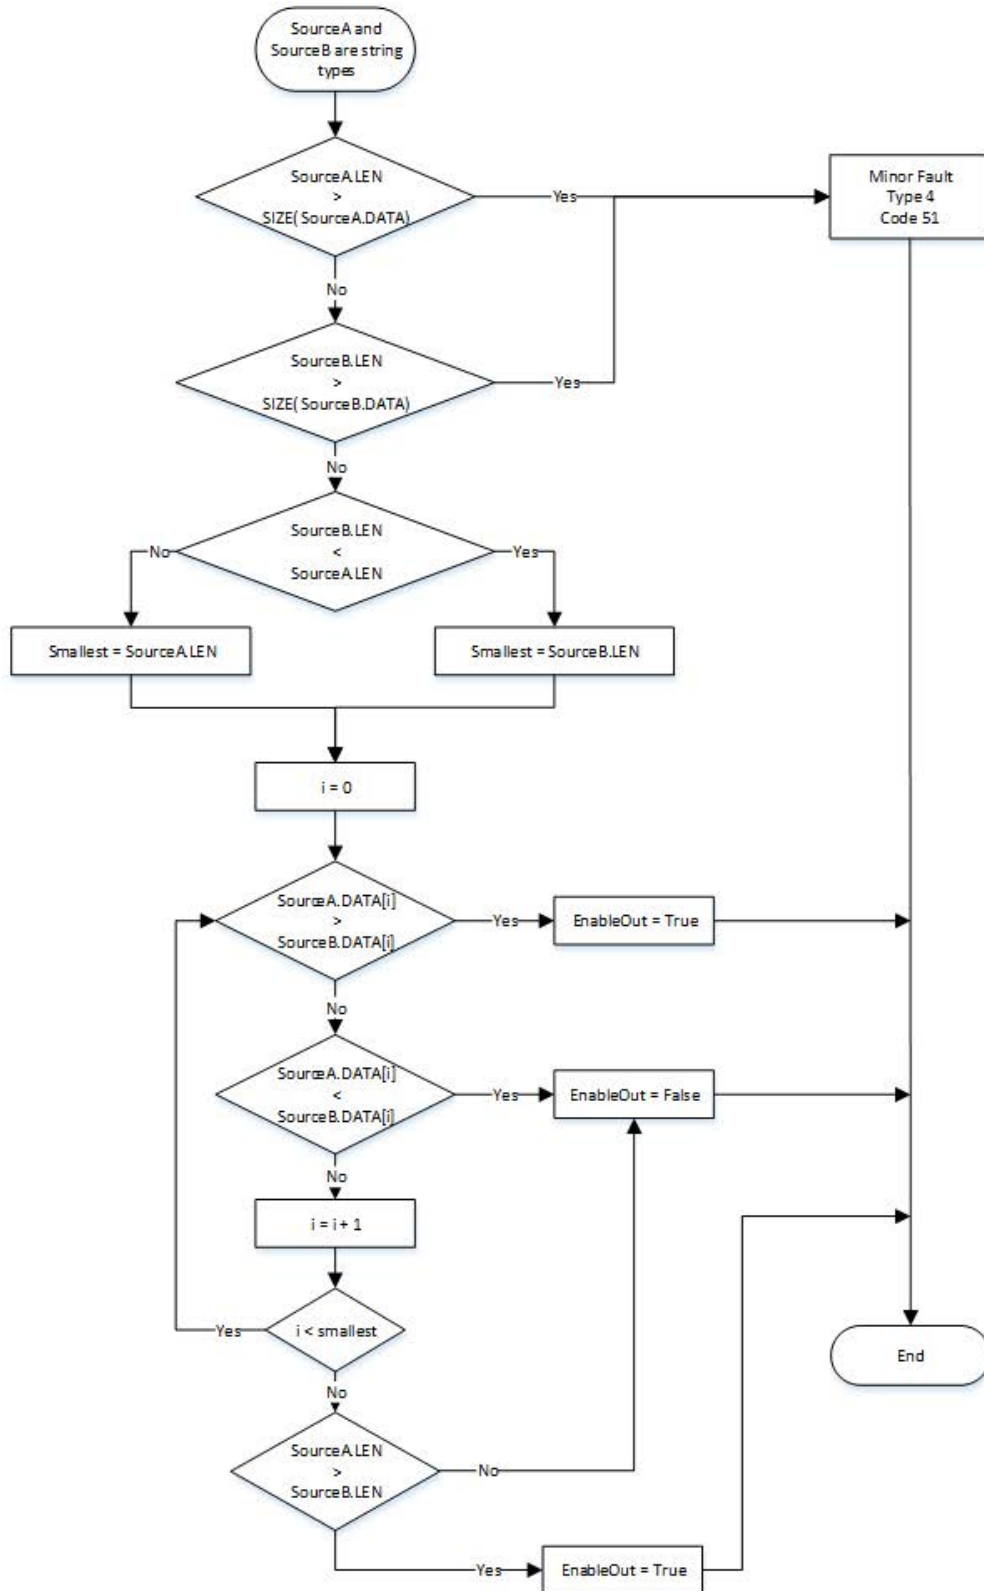 SourceA and
SourceB are string
types
SourceA.LEN
>
SIZE( SourceA.DATA)
Yes
Minor Fault
Type 4
Code 51
No
SourceB.LEN
>
SIZE( SourceB.DATA)
Yes
No
SourceB.LEN
<
SourceA.LEN
No
Yes
Smallest = SourceA.LEN
Smallest = SourceB.LEN
i = 0
SourceA.DATA[i]
>
SourceB.DATA[i]
Yes
EnableOut = True
No
SourceA.DATA[i]
<
SourceB.DATA[i]
Yes
EnableOut = False
No
i = i + 1
i < smallest
Yes
End
No
SourceA.LEN
>
SourceB.LEN
No
Yes
EnableOut = True